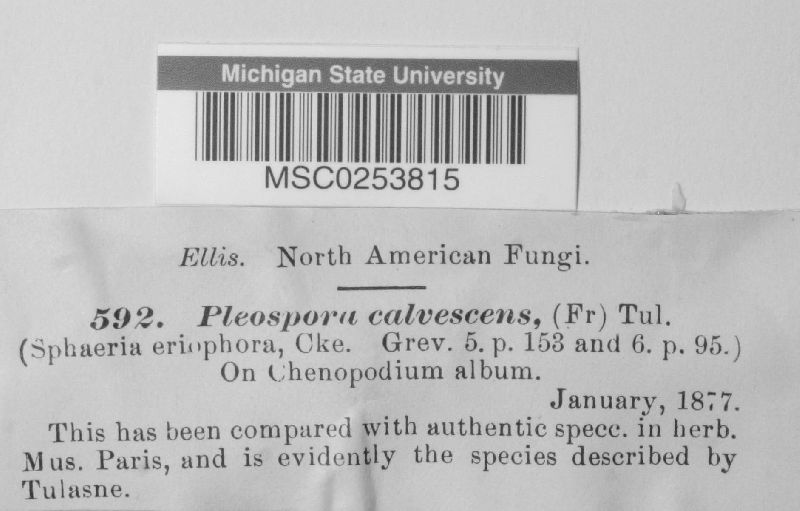 Michigan State University
MSC0253815
Ellis. North American Fungi.
592. Pleospora calvescens, (Fr) Tul.
(Sphaeria eriophora, Cke. Grev. 5. p. 153 and 6. p. 95.)
On Chenopodium album.
January, 1877.
This has been compared with authentic specc. in herb.
Mus. Paris, and is evidently the species described by
Tulasne.